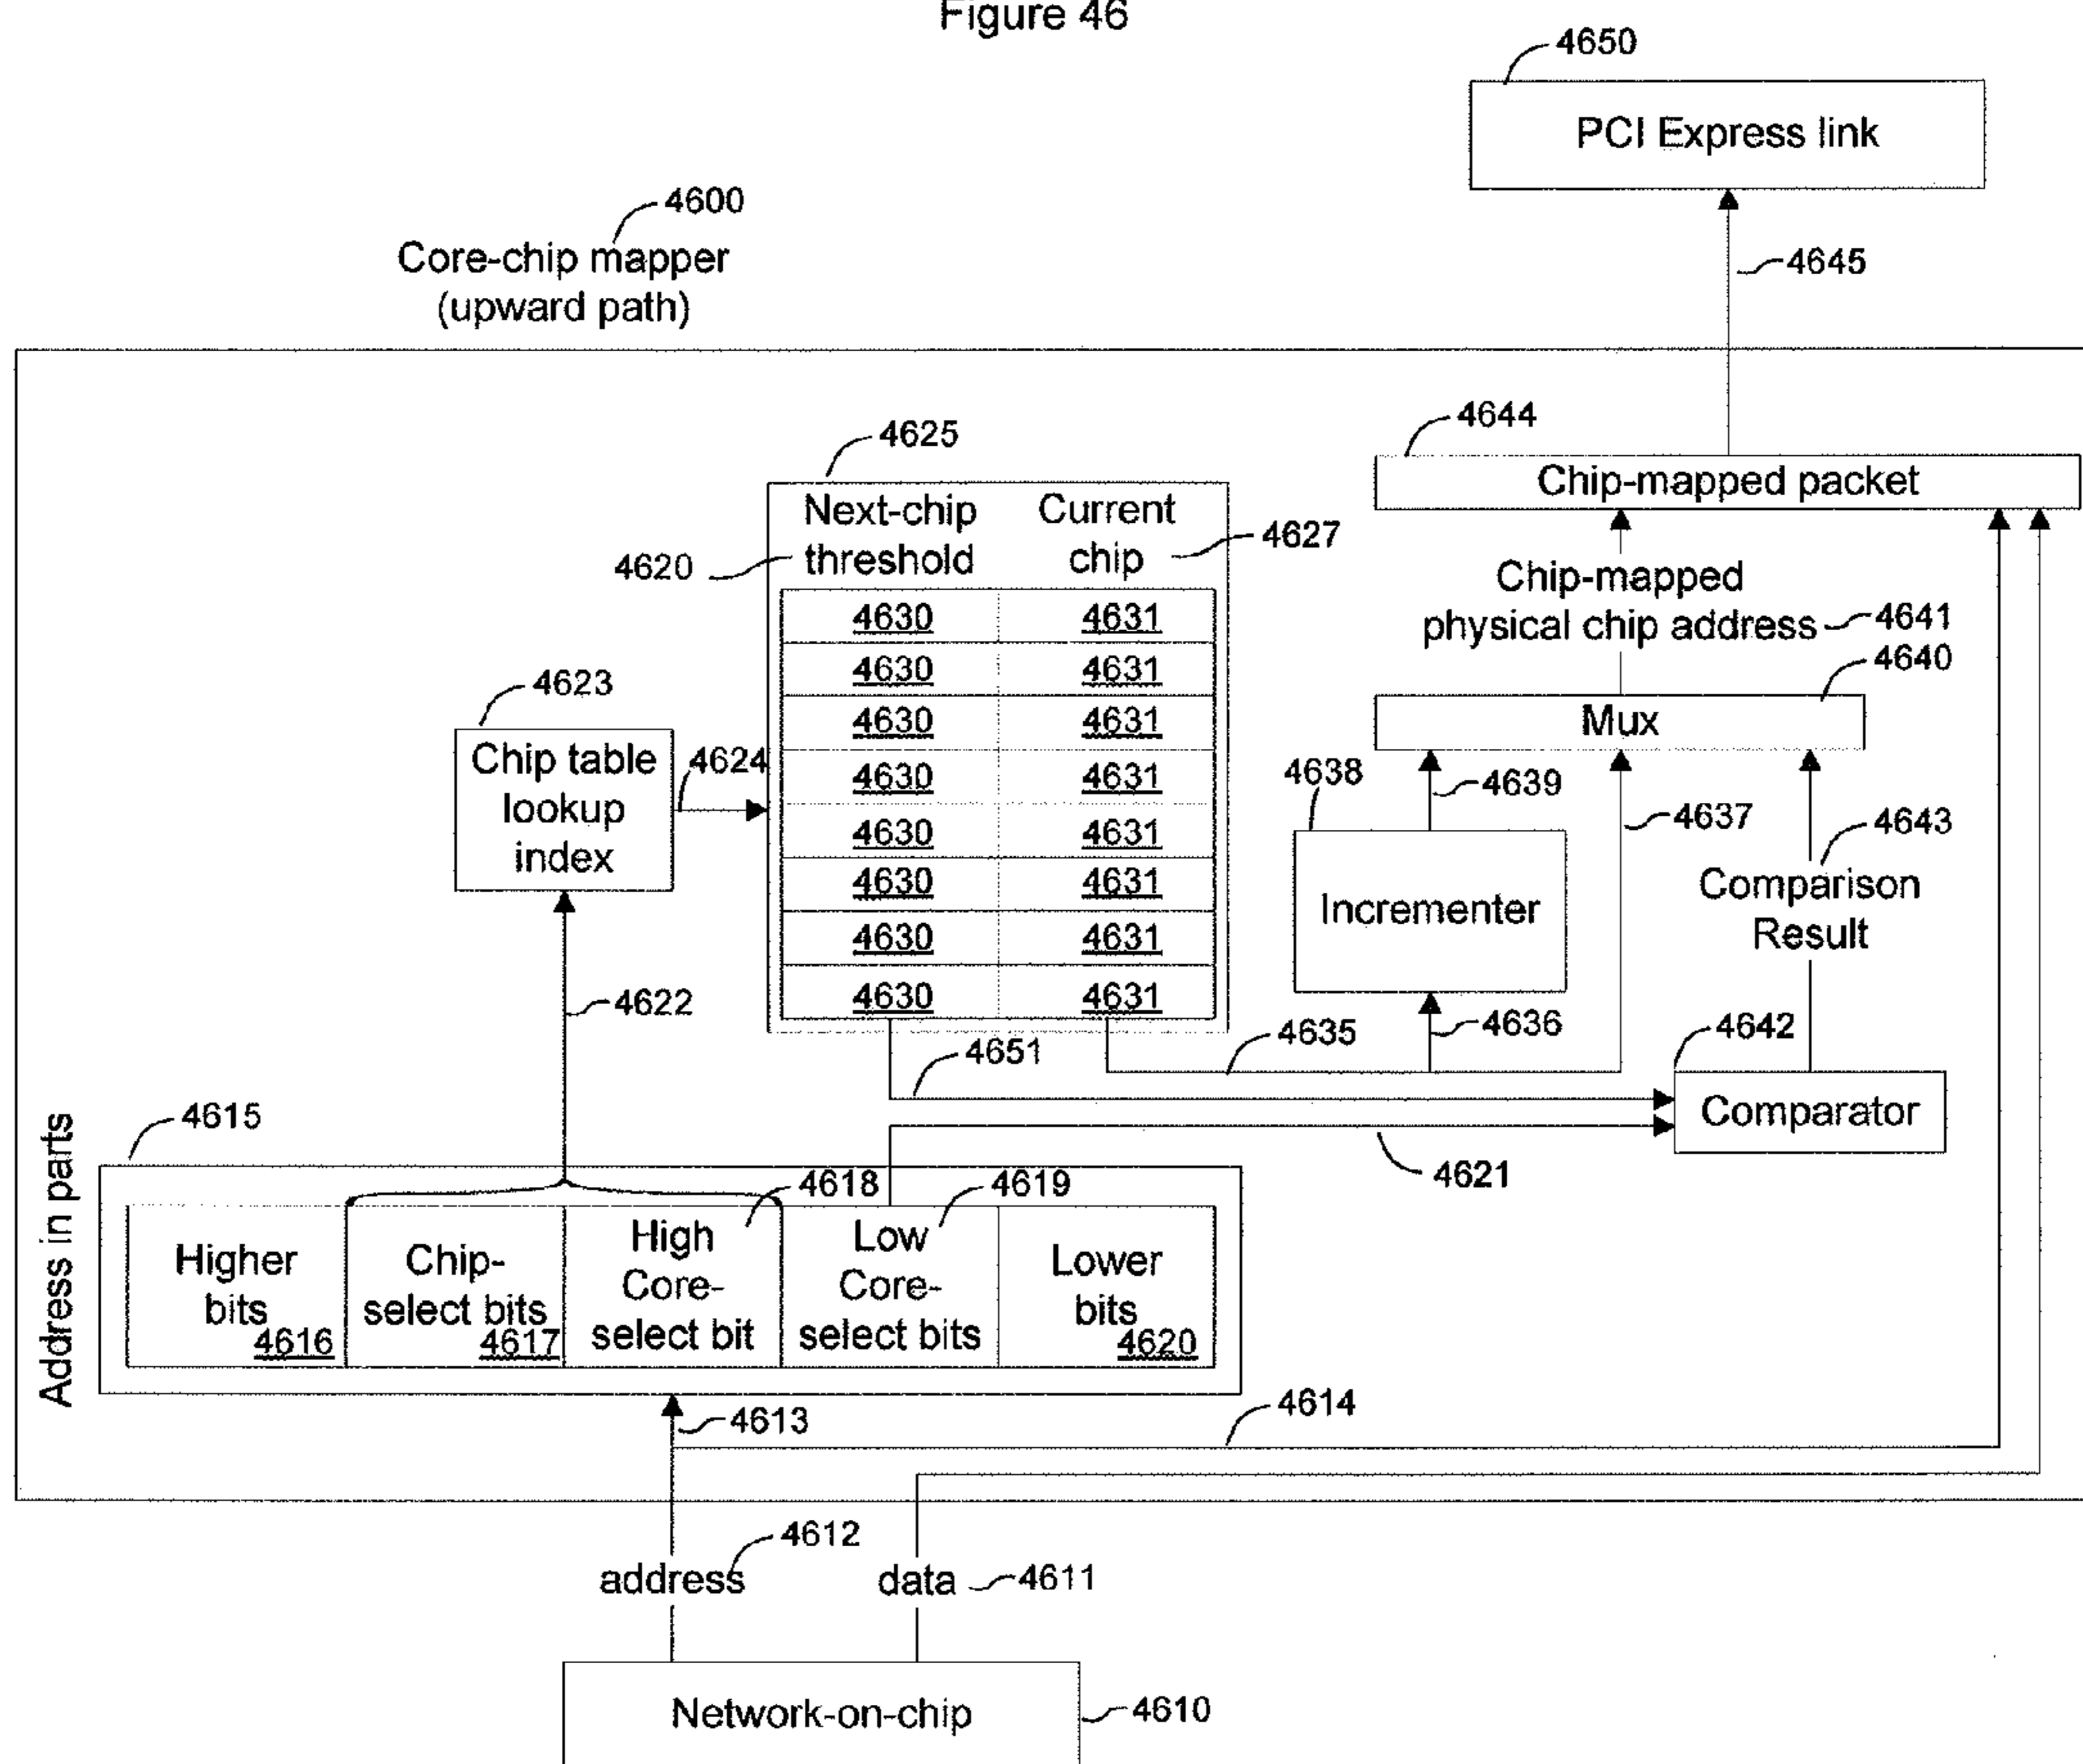 Figure 46
4650
PCI Express link
4600
Core-chip mapper
(upward path)
4645
4644
Chip-mapped packet
4625
Next-chip
threshold
Current
chip
4620
4627
4630 4631
4630 4631
4630 4631
4630 4631
4630 4631
4630 4631
4630 4631
4630 4631
Chip-mapped
physical chip address
4641
4640
Mux
4623
Chip table
lookup
index
4624
4638
4639
4637
4643
Incrementer
Comparison
Result
4622
4651
4635
4636
4642
Comparator
4621
Address in parts
4615
4618
4619
Higher
bits
4616
Chip-
select bits
4617
High
Core-
select bit
Low
Core-
select bits
Lower
bits
4620
4613
4614
4612
address
data
4611
Network-on-chip
4610